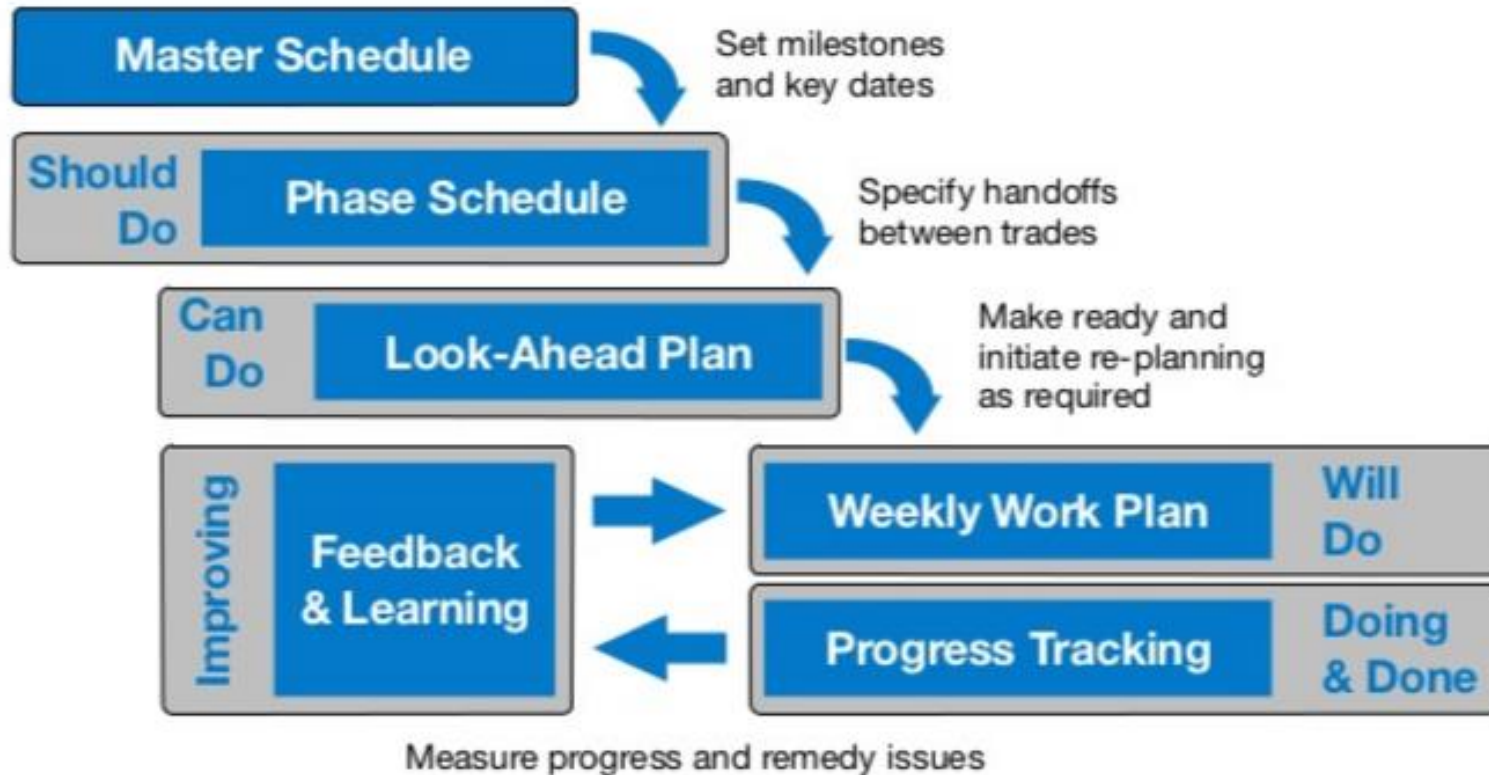 Master Schedule
Set milestones
and key dates
Should
Do
Phase Schedule
Specify handoffs
between trades
Can
Do
Look-Ahead Plan
Make ready and
initiate re-planning
as required
Improving
Feedback
& Learning
Weekly Work Plan
Will
Do
Progress Tracking
Doing
& Done
Measure progress and remedy issues